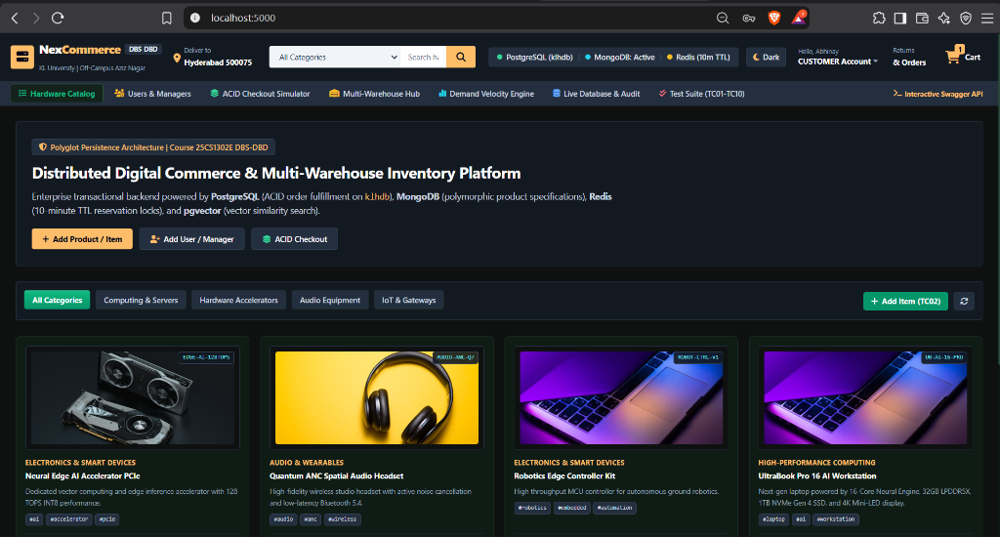 localhost:5000
NexCommerce DBS DBD
KL University | Off-Campus Aziz Nagar
Deliver to
Hyderabad 500075
All Categories
Search ha
PostgreSQL (klhdb) | MongoDB: Active | Redis (10m TTL)
Dark
Hello, Abhinay
CUSTOMER Account
Returns
& Orders
1
Cart
Hardware Catalog
Users & Managers
ACID Checkout Simulator
Multi-Warehouse Hub
Demand Velocity Engine
Live Database & Audit
Test Suite (TC01-TC10)
Interactive Swagger API
Polyglot Persistence Architecture | Course 25CS1302E DBS-DBD
Distributed Digital Commerce & Multi-Warehouse Inventory Platform
Enterprise transactional backend powered by PostgreSQL (ACID order fulfillment on klhdb), MongoDB (polymorphic product specifications), Redis
(10-minute TTL reservation locks), and pgvector (vector similarity search).
+ Add Product / Item
Add User / Manager
ACID Checkout
All Categories
Computing & Servers
Hardware Accelerators
Audio Equipment
IoT & Gateways
+ Add Item (TC02)
EDGE-AI-128TOPS
ELECTRONICS & SMART DEVICES
Neural Edge AI Accelerator PCIe
Dedicated vector computing and edge inference accelerator with 128
TOPS INT8 performance.
#ai #accelerator #pcie
AUDIO-ANC-Q7
AUDIO & WEARABLES
Quantum ANC Spatial Audio Headset
High-fidelity wireless studio headset with active noise cancellation
and low-latency Bluetooth 5.4.
#audio #anc #wireless
ROBOT-CTRL-V1
ELECTRONICS & SMART DEVICES
Robotics Edge Controller Kit
High throughput MCU controller for autonomous ground robotics.
#robotics #embedded #automation
UB-AI-16-PRO
HIGH-PERFORMANCE COMPUTING
UltraBook Pro 16 AI Workstation
Next-gen laptop powered by 16-Core Neural Engine, 32GB LPDDR5X,
1TB NVMe Gen 4 SSD, and 4K Mini-LED display.
#laptop #ai #workstation